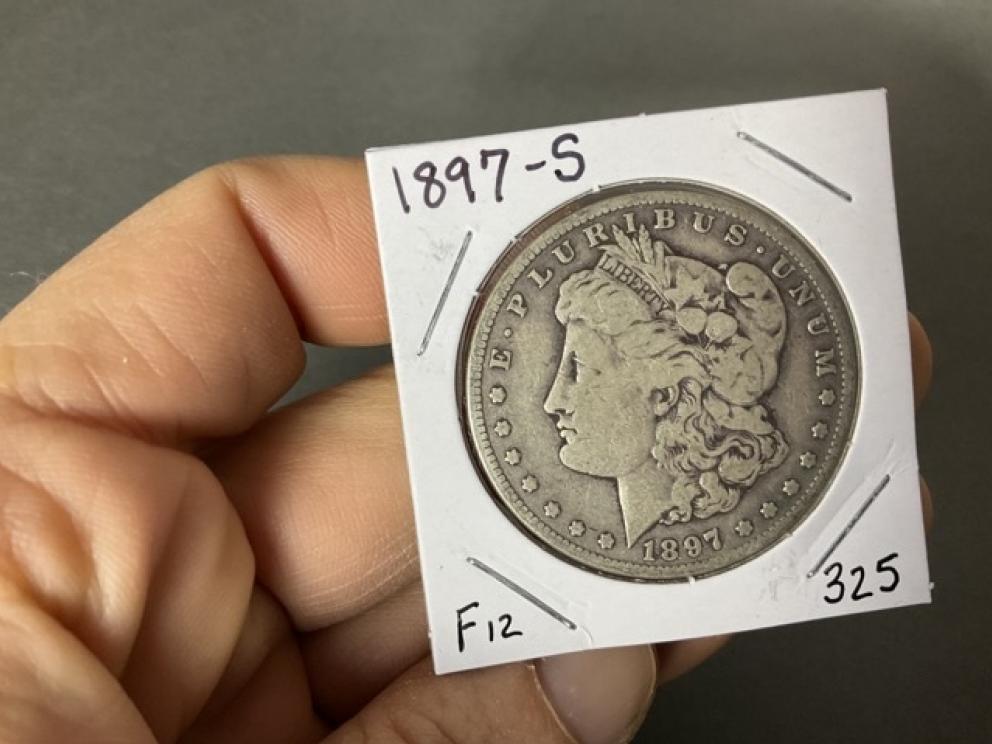 1897-S
E·PLURIBUS·UNUM
LIBERTY
1897
F12
325